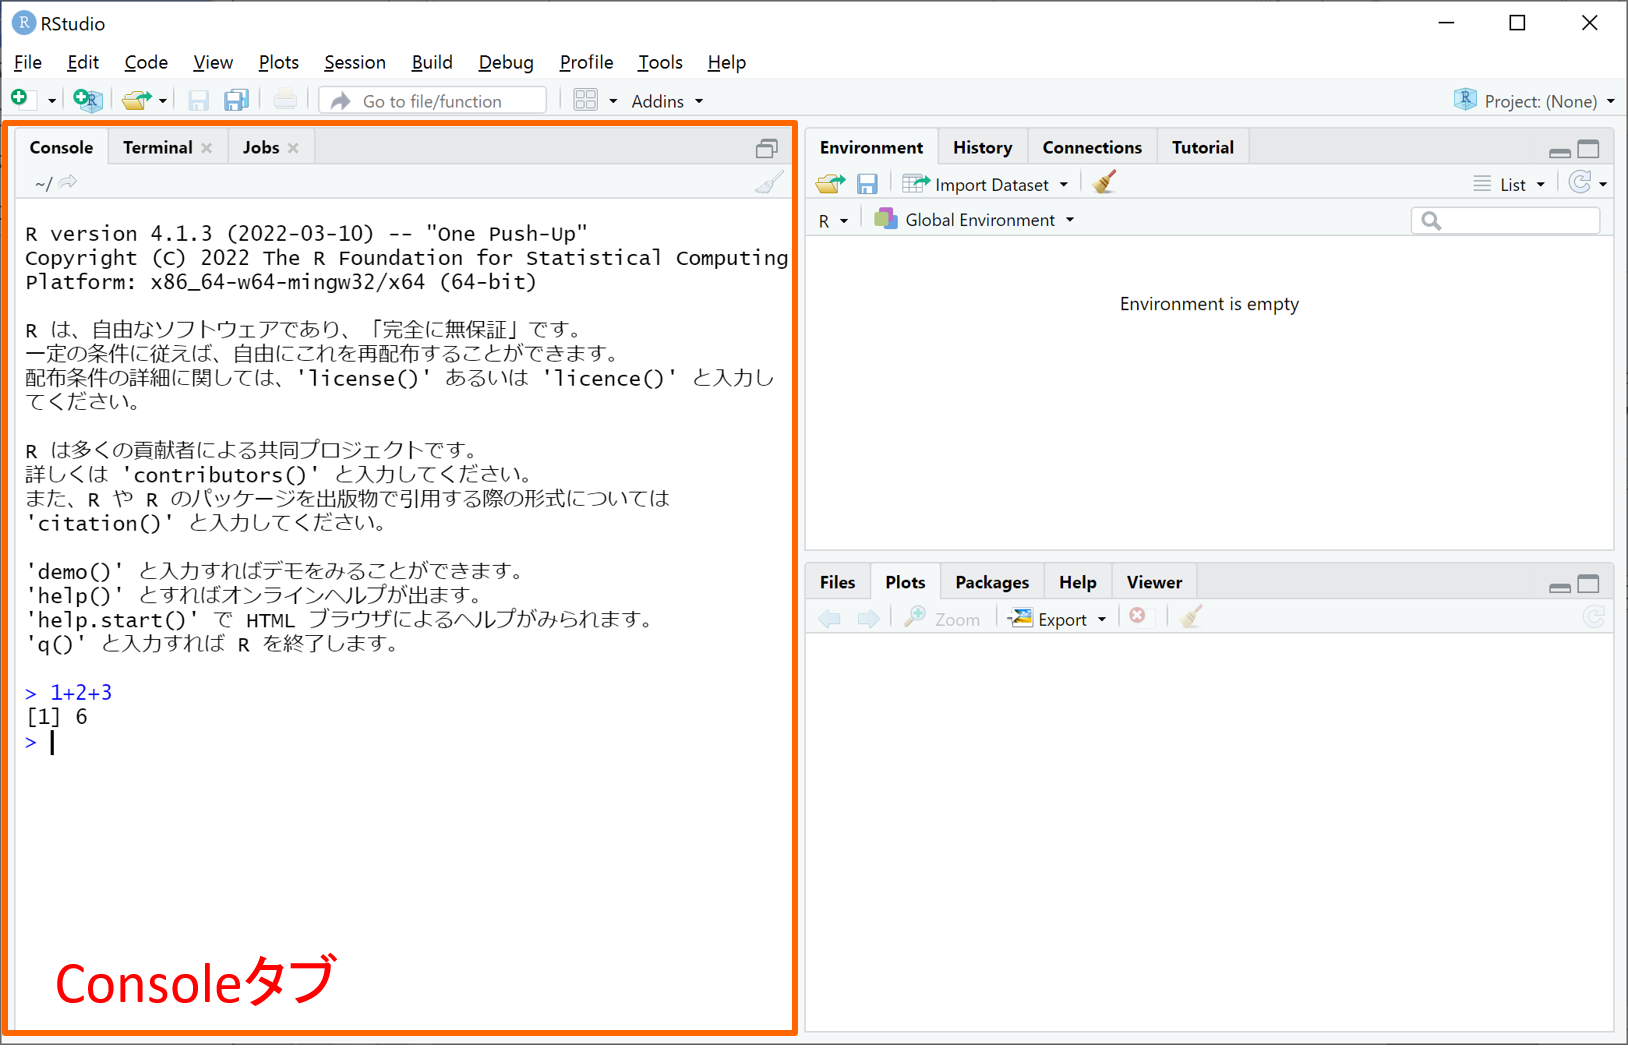 RStudio
File Edit Code View Plots Session Build Debug Profile Tools Help
Go to file/function Addins Project: (None)
Console Terminal Jobs
~/
R version 4.1.3 (2022-03-10) -- "One Push-Up"
Copyright (C) 2022 The R Foundation for Statistical Computing
Platform: x86_64-w64-mingw32/x64 (64-bit)
R は、自由なソフトウェアであり、「完全に無保証」です。
一定の条件に従えば、自由にこれを再配布することができます。
配布条件の詳細に関しては、'license()' あるいは 'licence()' と入力し
てください。
R は多くの貢献者による共同プロジェクトです。
詳しくは 'contributors()' と入力してください。
また、R や R のパッケージを出版物で引用する際の形式については
'citation()' と入力してください。
'demo()' と入力すればデモをみることができます。
'help()' とすればオンラインヘルプが出ます。
'help.start()' で HTML ブラウザによるヘルプがみられます。
'q()' と入力すれば R を終了します。
> 1+2+3
[1] 6
>
Consoleタブ
Environment History Connections Tutorial
Import Dataset List
R Global Environment
Environment is empty
Files Plots Packages Help Viewer
Zoom Export